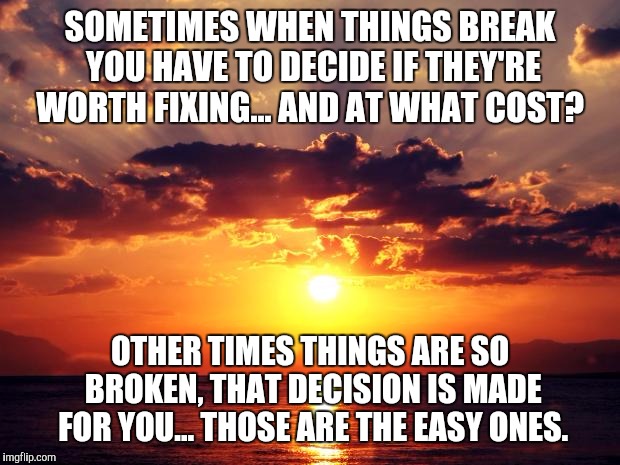 SOMETIMES WHEN THINGS BREAK
YOU HAVE TO DECIDE IF THEY'RE
WORTH FIXING... AND AT WHAT COST?
OTHER TIMES THINGS ARE SO
BROKEN, THAT DECISION IS MADE
FOR YOU... THOSE ARE THE EASY ONES.
imgflip.com